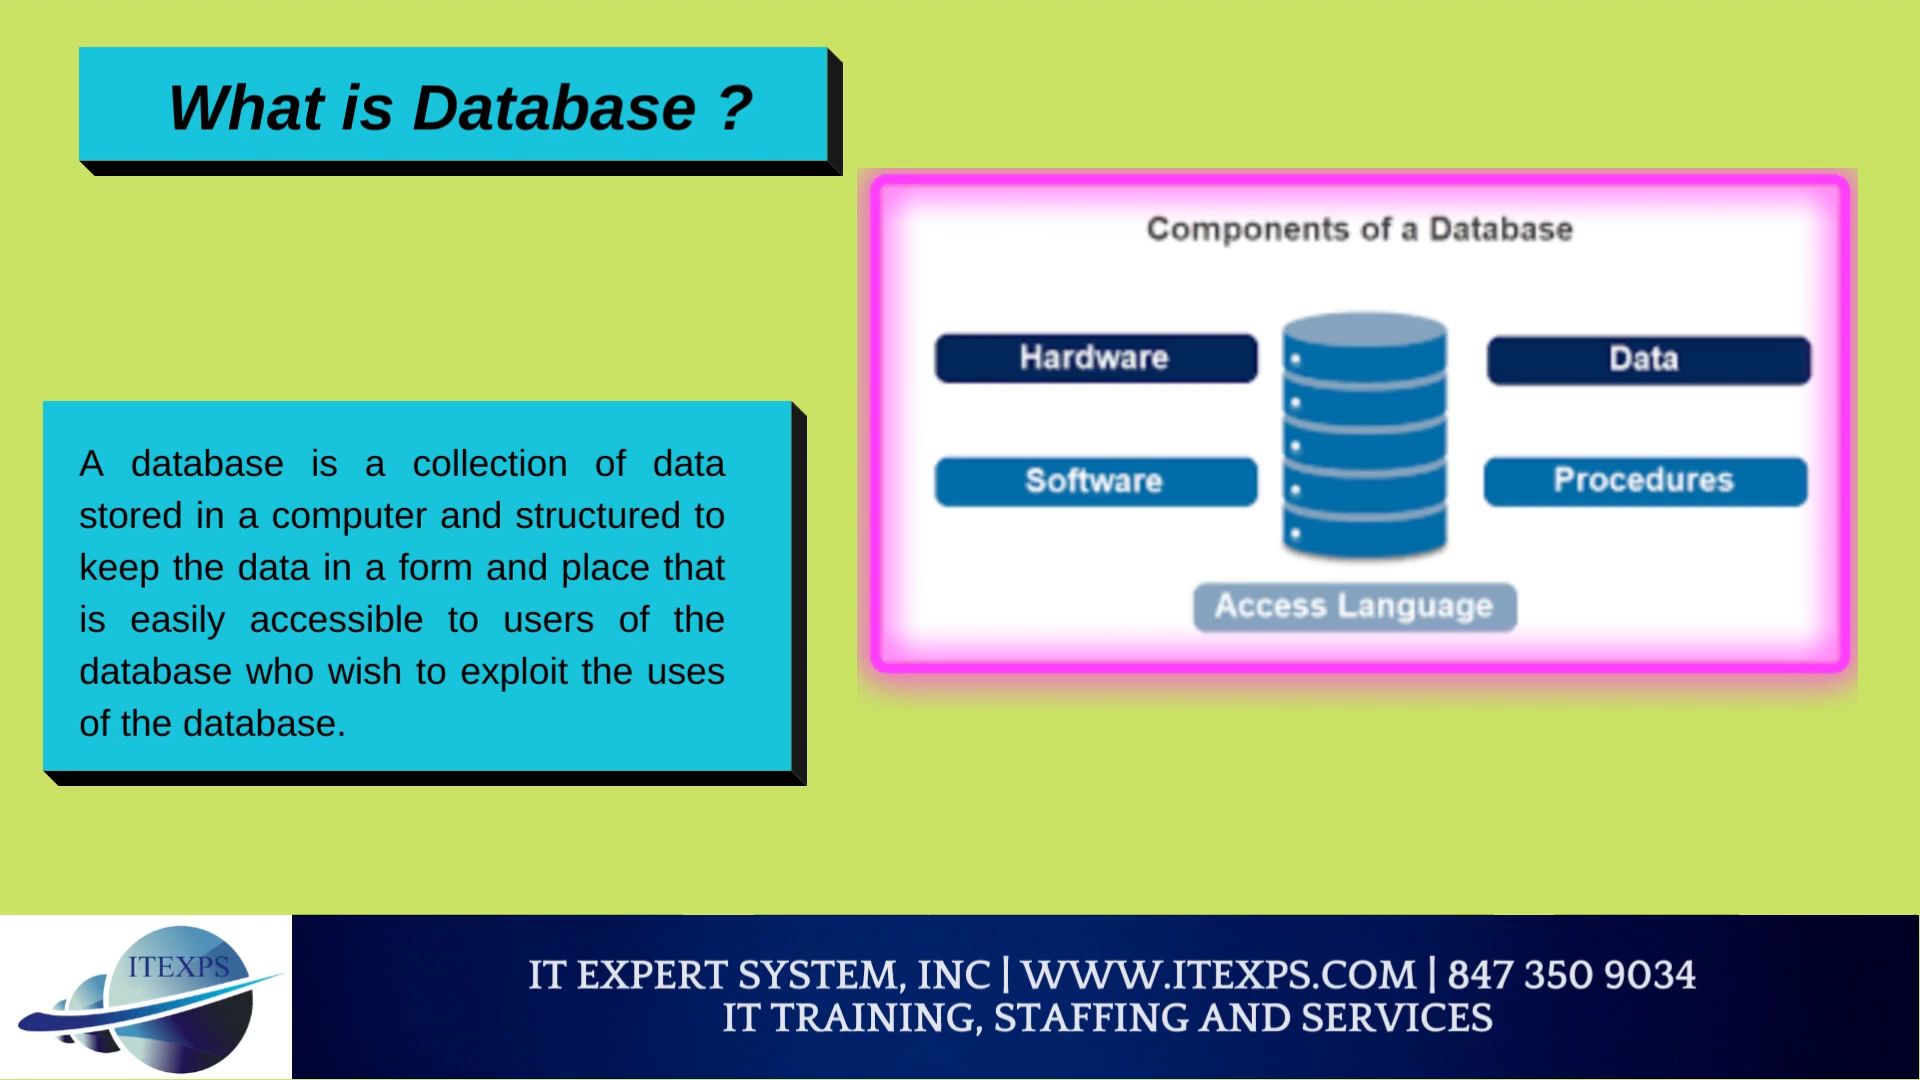 What is Database ?
A database is a collection of data
stored in a computer and structured to
keep the data in a form and place that
is easily accessible to users of the
database who wish to exploit the uses
of the database.
Components of a Database
Hardware
Data
Software
Procedures
Access Language
ITEXPS
IT EXPERT SYSTEM, INC | WWW.ITEXPS.COM | 847 350 9034
IT TRAINING, STAFFING AND SERVICES